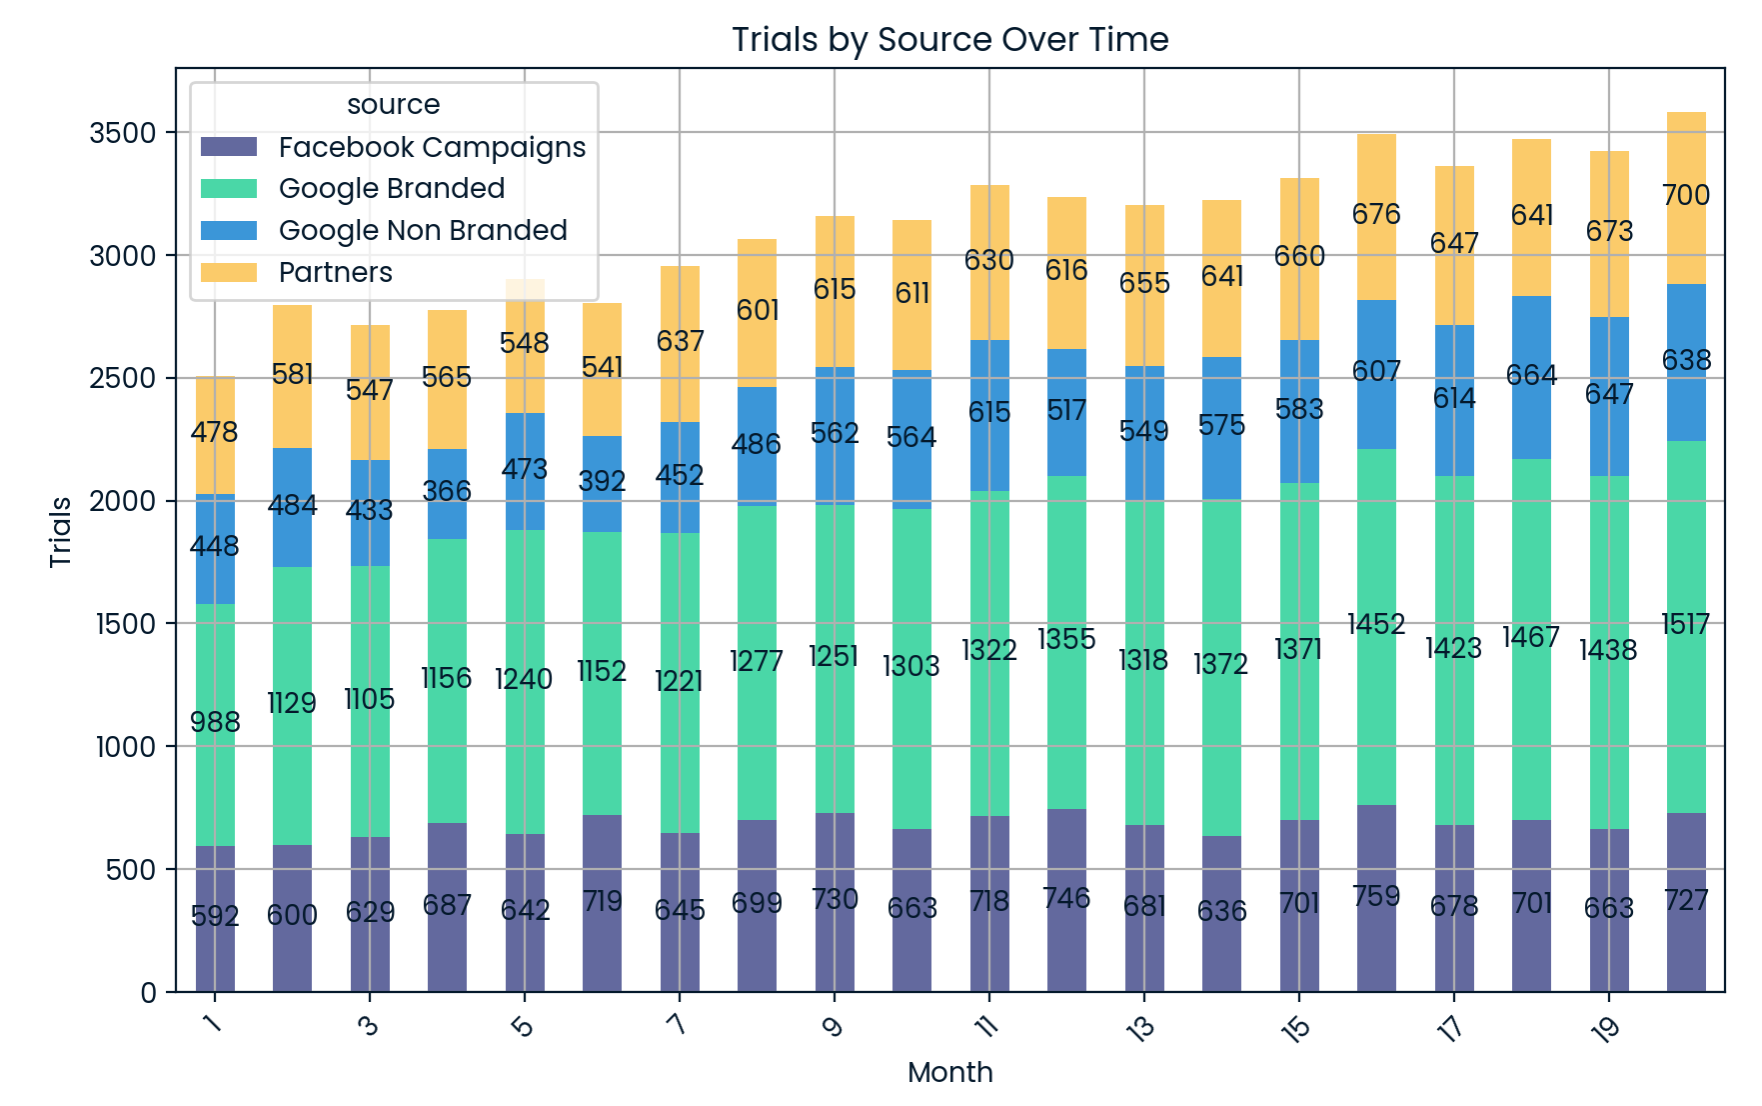 Trials by Source Over Time
source
Facebook Campaigns
Google Branded
Google Non Branded
Partners
Trials
3500
3000
2500
2000
1500
1000
500
0
478 581 547 565 548 541 637 601 615 611 630 616 655 641 660 676 647 641 673 700
448 484 433 366 473 392 452 486 562 564 615 517 549 575 583 607 614 664 647 638
988 1129 1105 1156 1240 1152 1221 1277 1251 1303 1322 1355 1318 1372 1371 1452 1423 1467 1438 1517
592 600 629 687 642 719 645 699 730 663 718 746 681 636 701 759 678 701 663 727
1 3 5 7 9 11 13 15 17 19
Month